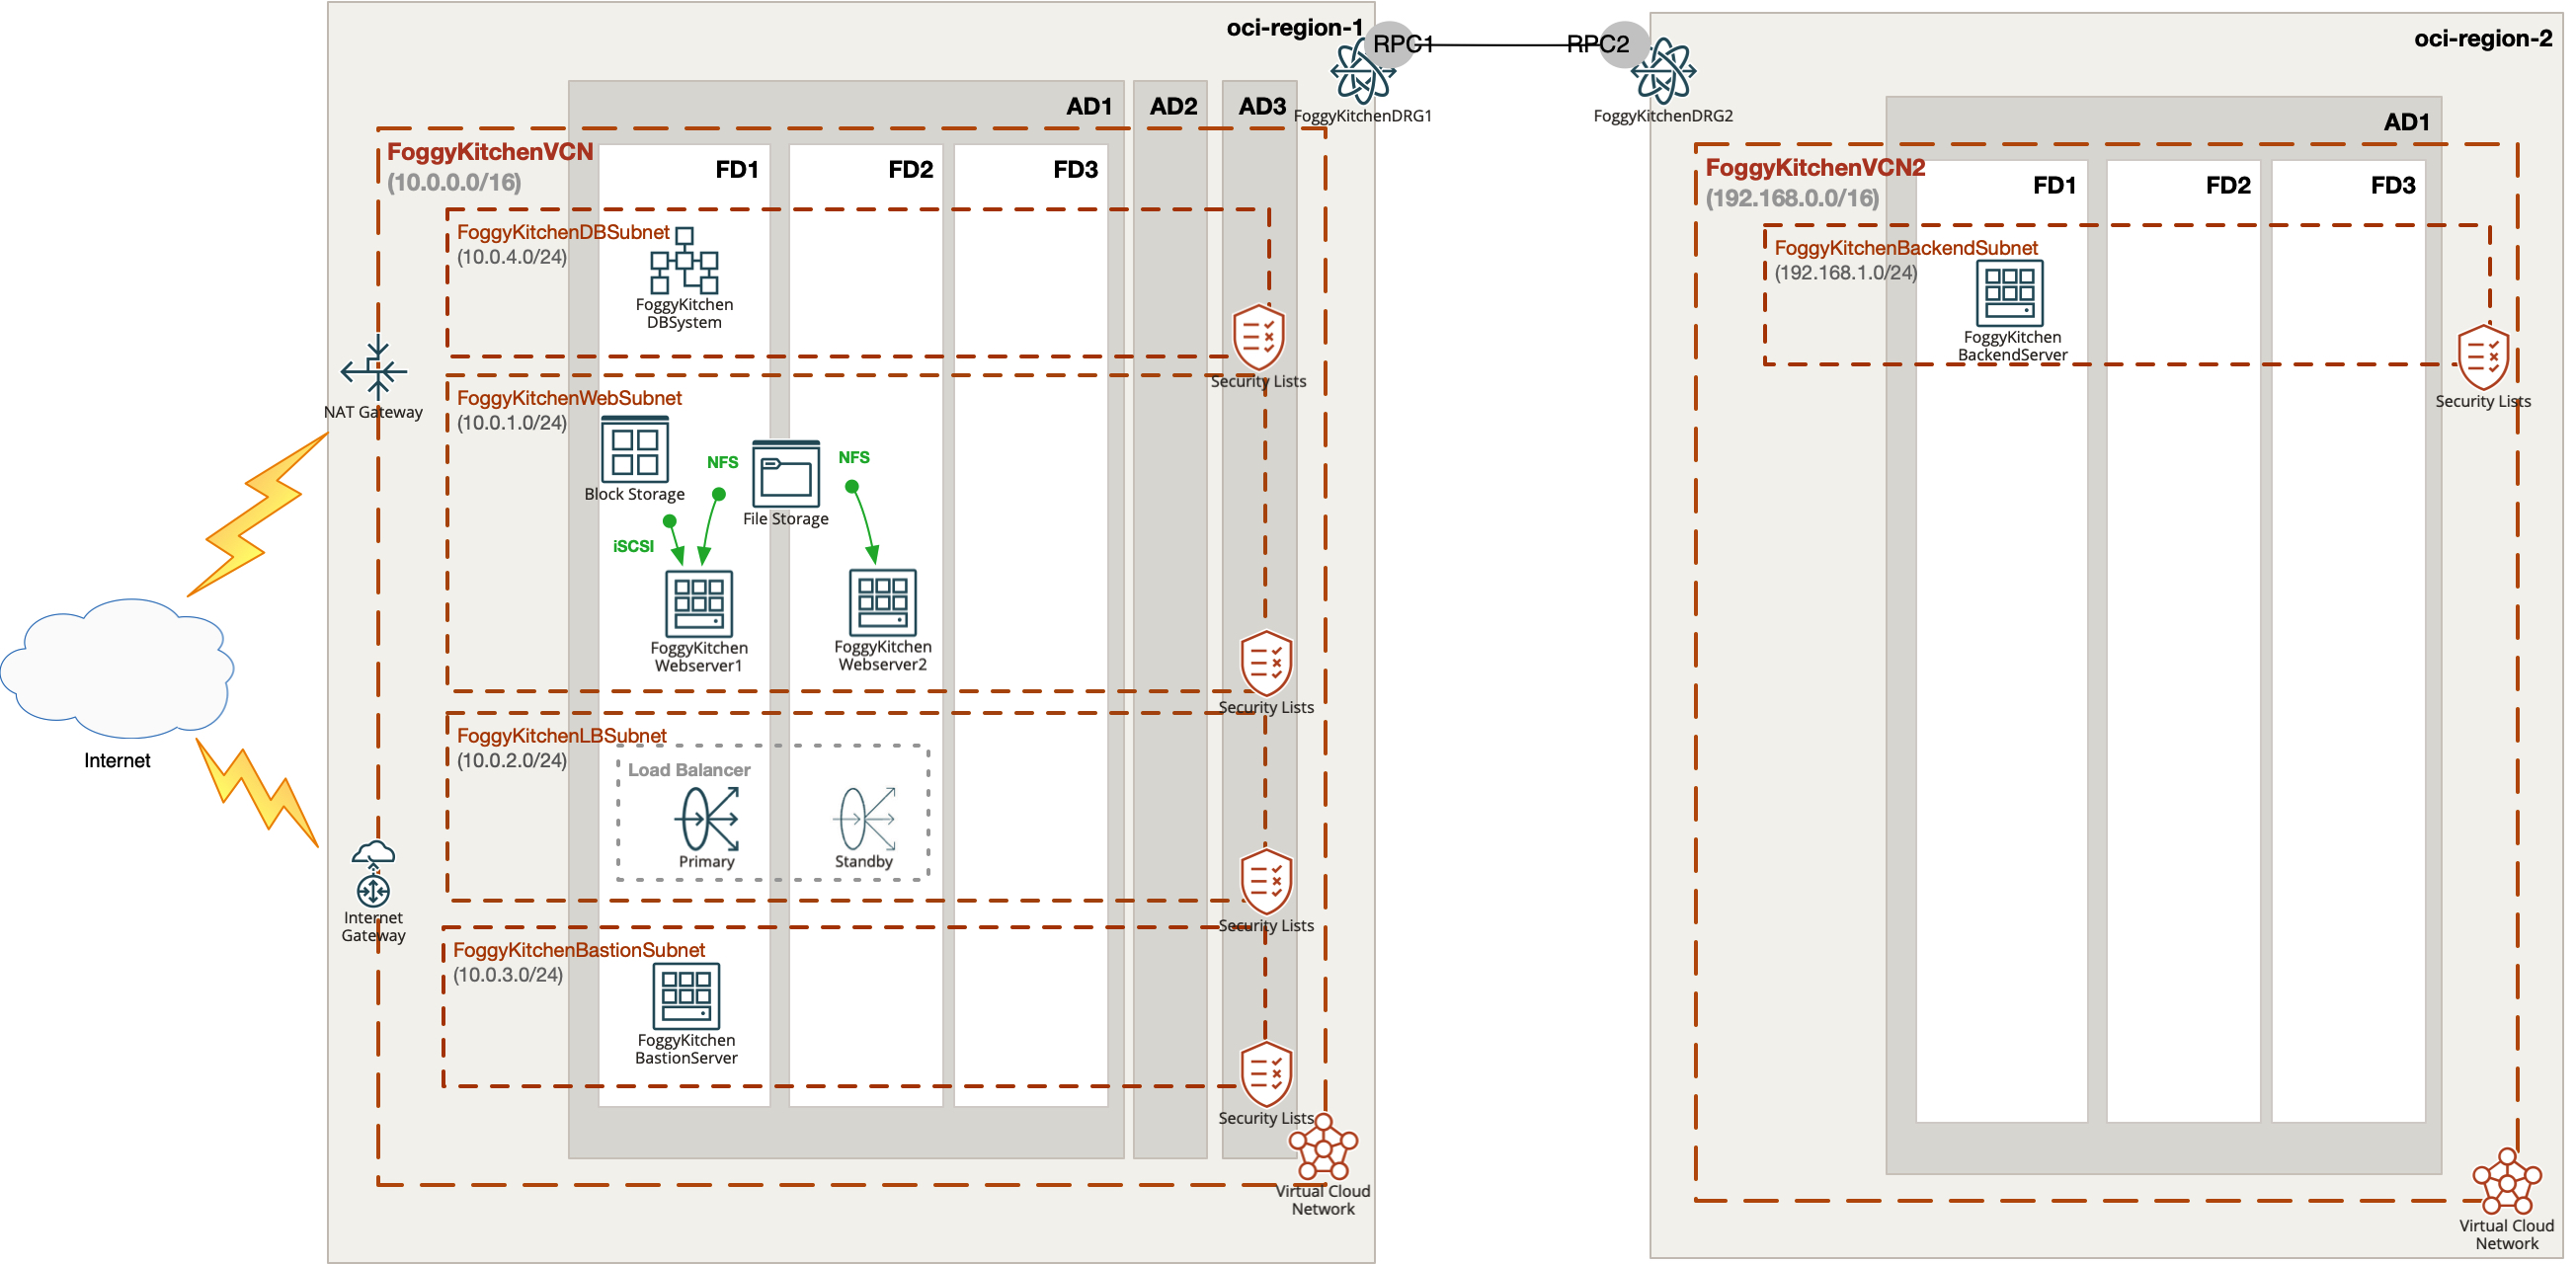 oci-region-1
RPC1
RPC2
FoggyKitchenDRG1
FoggyKitchenDRG2
oci-region-2
AD1
AD2
AD3
FoggyKitchenVCN
(10.0.0.0/16)
FD1
FD2
FD3
FoggyKitchenDBSubnet
(10.0.4.0/24)
FoggyKitchen
DBSystem
Security Lists
NAT Gateway
FoggyKitchenWebSubnet
(10.0.1.0/24)
Block Storage
NFS
File Storage
NFS
iSCSI
FoggyKitchen
Webserver1
FoggyKitchen
Webserver2
Security Lists
Internet
FoggyKitchenLBSubnet
(10.0.2.0/24)
Load Balancer
Primary
Standby
Security Lists
Internet
Gateway
FoggyKitchenBastionSubnet
(10.0.3.0/24)
FoggyKitchen
BastionServer
Security Lists
Virtual Cloud
Network
AD1
FoggyKitchenVCN2
(192.168.0.0/16)
FD1
FD2
FD3
FoggyKitchenBackendSubnet
(192.168.1.0/24)
FoggyKitchen
BackendServer
Security Lists
Virtual Cloud
Network